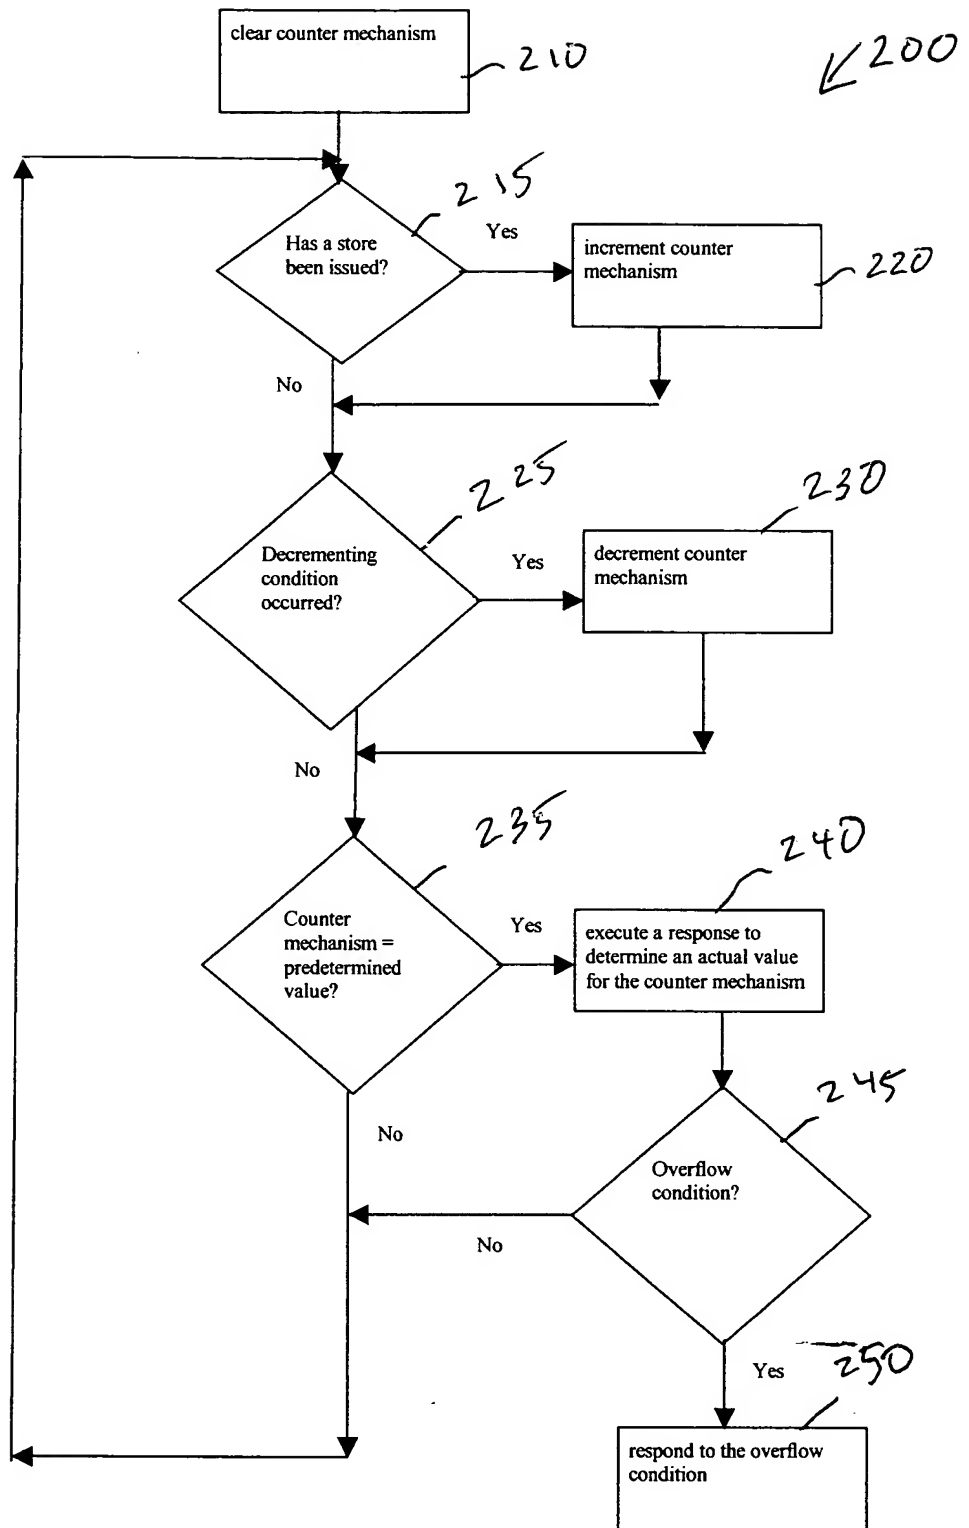 clear counter mechanism
210
200
215
Has a store
been issued?
Yes
increment counter
mechanism
220
No
225
Decrementing
condition
occurred?
Yes
230
decrement counter
mechanism
No
235
Counter
mechanism =
predetermined
value?
Yes
240
execute a response to
determine an actual value
for the counter mechanism
No
245
Overflow
condition?
No
Yes
250
respond to the overflow
condition